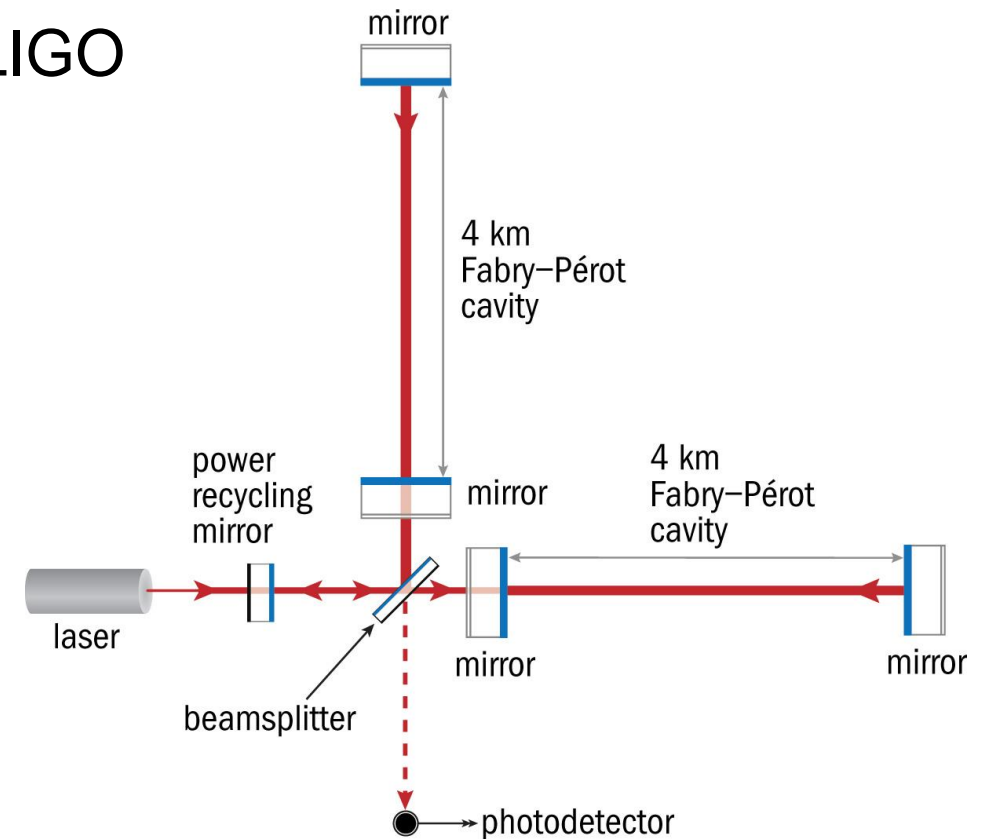 LIGO
mirror
4 km
Fabry–Pérot
cavity
power
recycling
mirror
mirror
4 km
Fabry–Pérot
cavity
laser
mirror
mirror
beamsplitter
photodetector